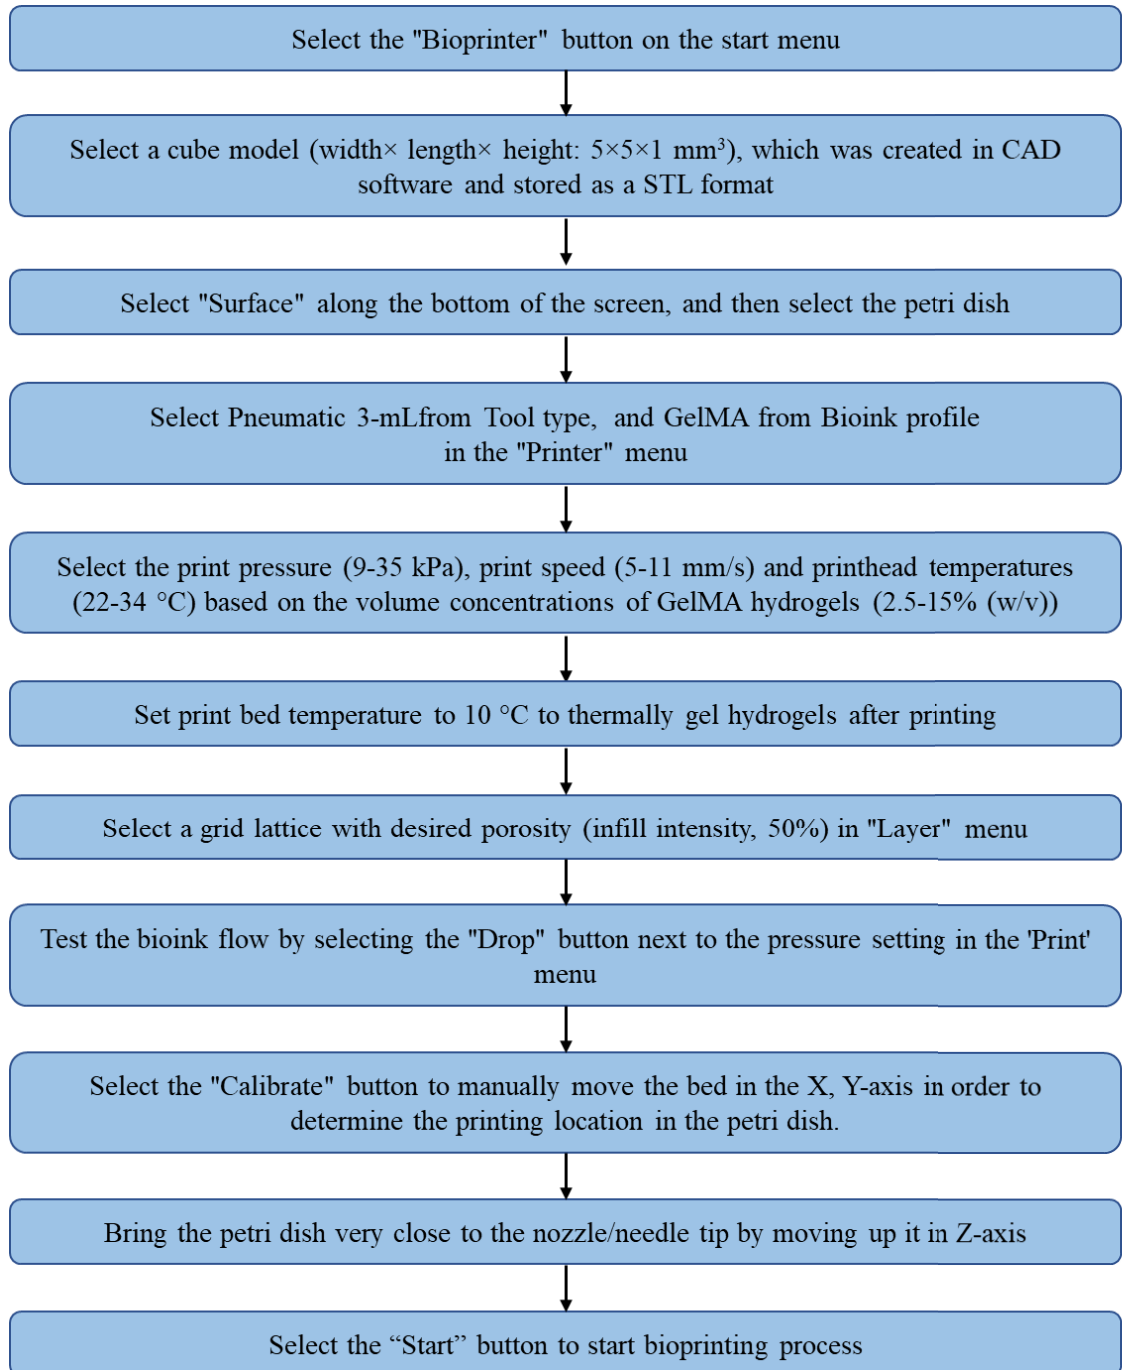 Select the "Bioprinter" button on the start menu
Select a cube model (width× length× height: 5×5×1 mm³), which was created in CAD
software and stored as a STL format
Select "Surface" along the bottom of the screen, and then select the petri dish
Select Pneumatic 3-mLfrom Tool type, and GelMA from Bioink profile
in the "Printer" menu
Select the print pressure (9-35 kPa), print speed (5-11 mm/s) and printhead temperatures
(22-34 °C) based on the volume concentrations of GelMA hydrogels (2.5-15% (w/v))
Set print bed temperature to 10 °C to thermally gel hydrogels after printing
Select a grid lattice with desired porosity (infill intensity, 50%) in "Layer" menu
Test the bioink flow by selecting the "Drop" button next to the pressure setting in the 'Print'
menu
Select the "Calibrate" button to manually move the bed in the X, Y-axis in order to
determine the printing location in the petri dish.
Bring the petri dish very close to the nozzle/needle tip by moving up it in Z-axis
Select the “Start” button to start bioprinting process